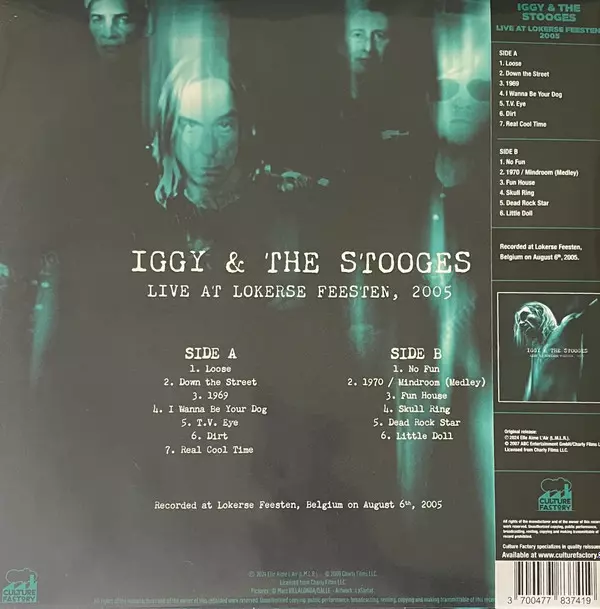 IGGY & THE STOOGES
LIVE AT LOKERSE FEESTEN, 2005
SIDE A
1. Loose
2. Down the Street
3. 1969
4. I Wanna Be Your Dog
5. T.V. Eye
6. Dirt
7. Real Cool Time
SIDE B
1. No Fun
2. 1970 / Mindroom (Medley)
3. Fun House
4. Skull Ring
5. Dead Rock Star
6. Little Doll
Recorded at Lokerse Feesten, Belgium on August 6th, 2005
CULTURE
FACTORY
IGGY & THE
STOOGES
LIVE AT LOKERSE FEESTEN
2005
SIDE A
1. Loose
2. Down the Street
3. 1969
4. I Wanna Be Your Dog
5. T.V. Eye
6. Dirt
7. Real Cool Time
SIDE B
1. No Fun
2. 1970 / Mindroom (Medley)
3. Fun House
4. Skull Ring
5. Dead Rock Star
6. Little Doll
Recorded at Lokerse Feesten,
Belgium on August 6th, 2005.
IGGY & THE STOOGES
Original release:
Licensed from Charly Films LLC.
CULTURE
FACTORY
Culture Factory specializes in quality reissues
Available at www.culturefactory.
3 700477 837419